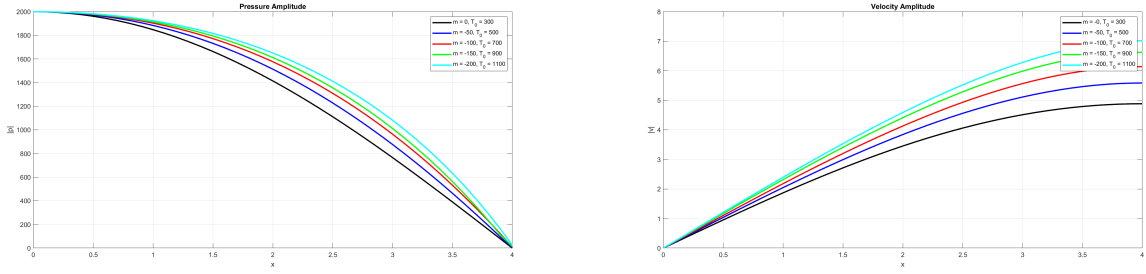 Pressure Amplitude
2000
1800
1600
1400
1200
1000
800
600
400
200
0
|p|
0 0.5 1 1.5 2 2.5 3 3.5 4
x
m = 0, T0 = 300
m = -50, T0 = 500
m = -100, T0 = 700
m = -150, T0 = 900
m = -200, T0 = 1100
Velocity Amplitude
8
7
6
5
4
3
2
1
0
|v|
0 0.5 1 1.5 2 2.5 3 3.5 4
x
m = -0, T0 = 300
m = -50, T0 = 500
m = -100, T0 = 700
m = -150, T0 = 900
m = -200, T0 = 1100